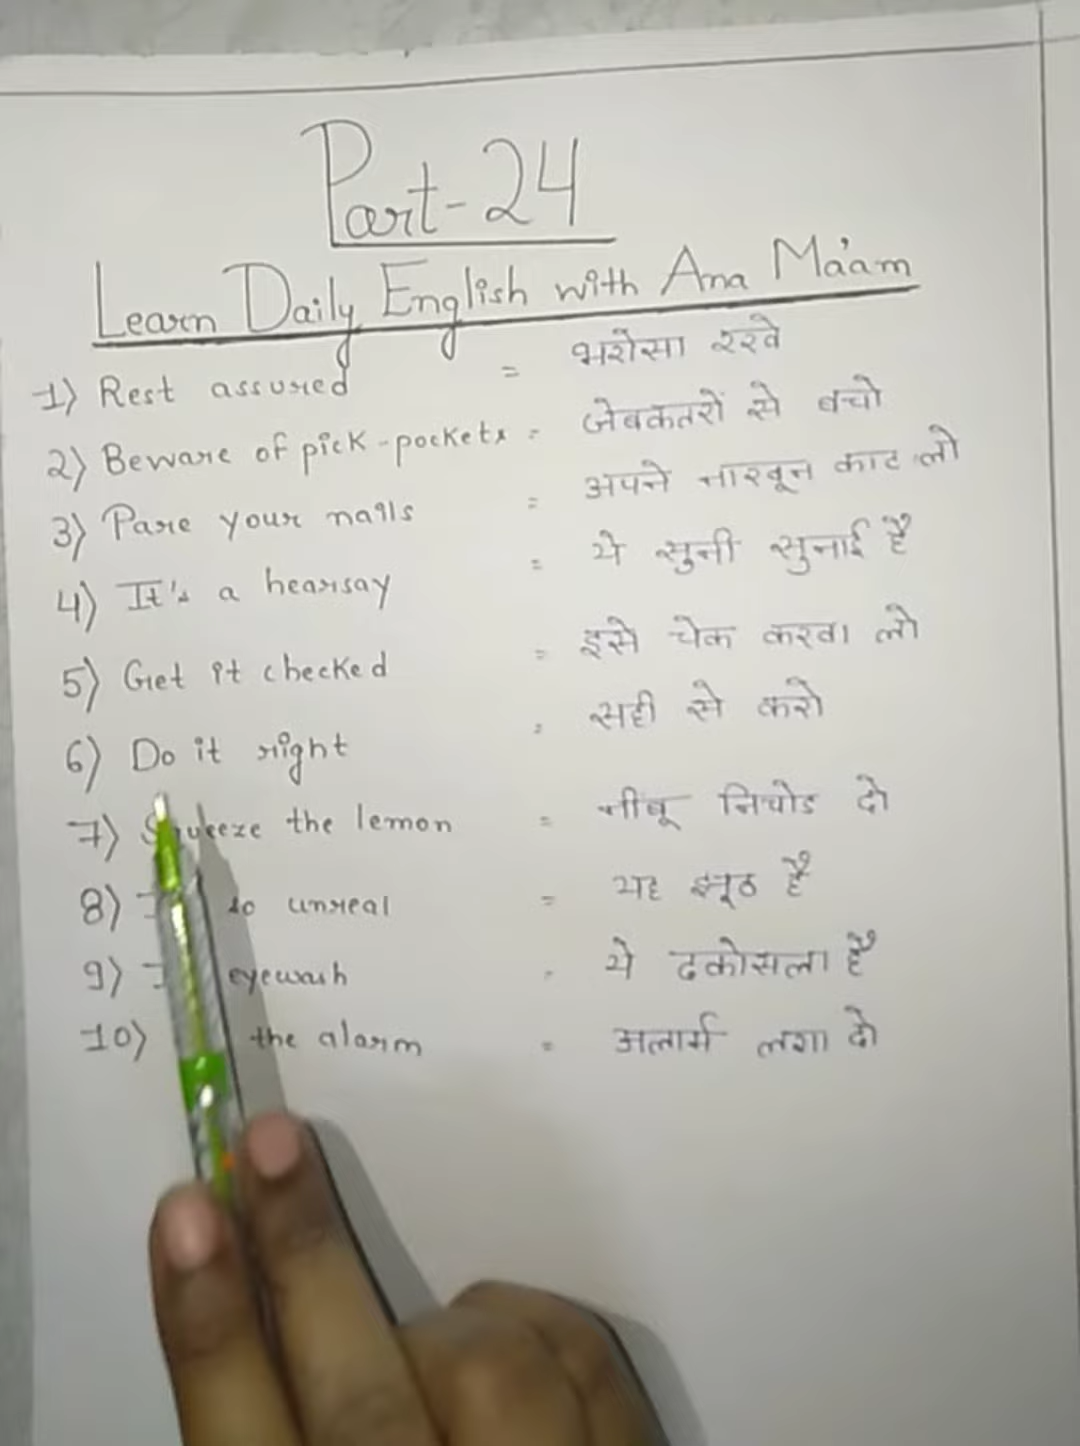 Part-24
Learn Daily English with Ana Ma'am
1) Rest assured = भरोसा रखे
2) Beware of pick-pockets = जेबकतरों से बचो
3) Pare your nails = अपने नाखून काट लो
4) It's a hearsay = ये सुनी सुनाई है
5) Get it checked = इसे चेक करवा लो
6) Do it right = सही से करो
7) Squeeze the lemon = नीबू निचोड दो
8) so unreal = यह झूठ है
9) eyewash = ये ढकोसला है
10) the alarm = अलार्म लगा दो